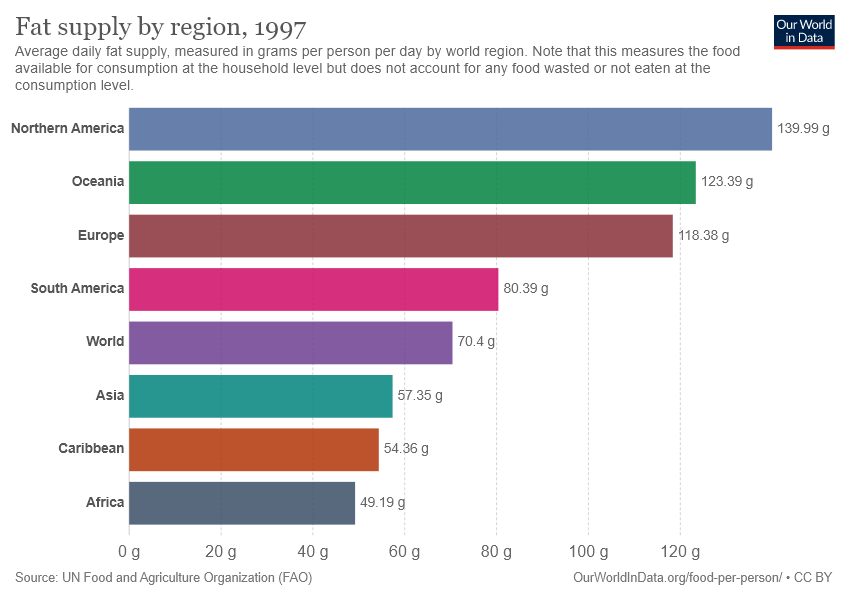 Fat supply by region, 1997
Our World
in Data
Average daily fat supply, measured in grams per person per day by world region. Note that this measures the food
available for consumption at the household level but does not account for any food wasted or not eaten at the
consumption level.
Northern America 139.99 g
Oceania 123.39 g
Europe 118.38 g
South America 80.39 g
World 70.4 g
Asia 57.35 g
Caribbean 54.36 g
Africa 49.19 g
0 g 20 g 40 g 60 g 80 g 100 g 120 g
Source: UN Food and Agriculture Organization (FAO) OurWorldInData.org/food-per-person/ • CC BY